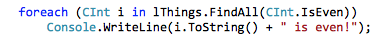 foreach (CInt i in lThings.FindAll(CInt.IsEven))
    Console.WriteLine(i.ToString() + " is even!");